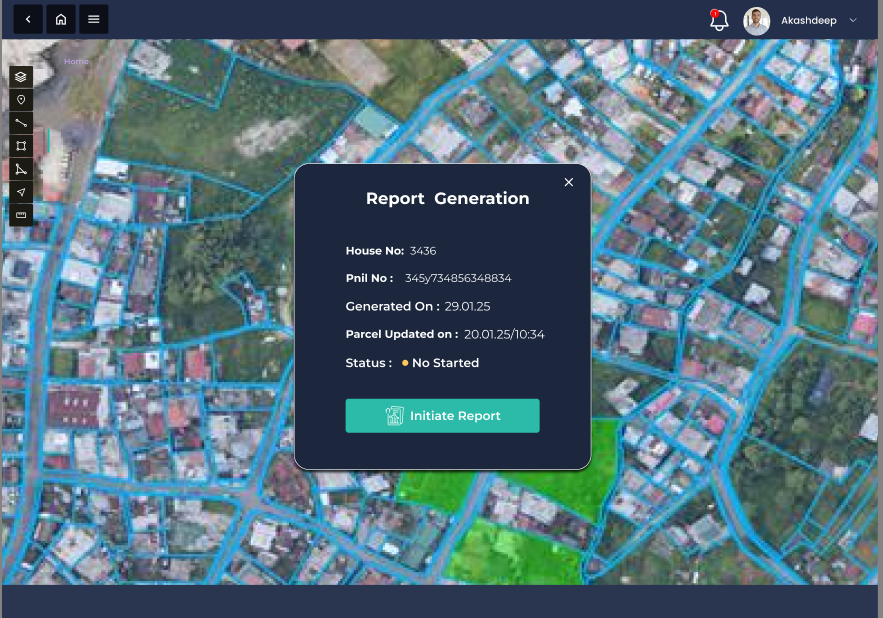 1
Akashdeep
Home
Report Generation
House No: 3436
Pnil No : 345y734856348834
Generated On : 29.01.25
Parcel Updated on : 20.01.25/10:34
Status : No Started
Initiate Report